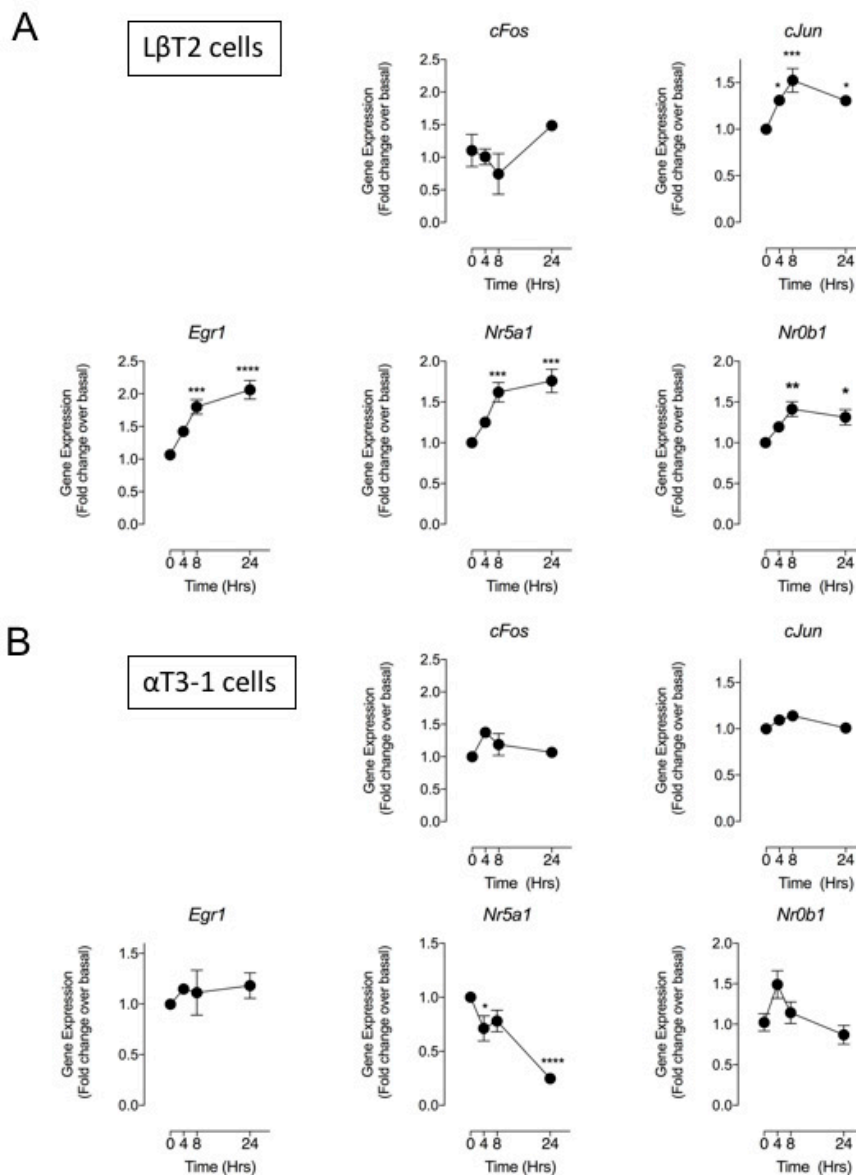 A
LβT2 cells
cFos
Gene Expression
(Fold change over basal)
2.5
2.0
1.5
1.0
0.5
0.0
0 4 8 24
Time (Hrs)
cJun
Gene Expression
(Fold change over basal)
1.5
1.0
0.5
0.0
* *** *
0 4 8 24
Time (Hrs)
Egr1
Gene Expression
(Fold change over basal)
2.5
2.0
1.5
1.0
0.5
0.0
*** ****
0 4 8 24
Time (Hrs)
Nr5a1
Gene Expression
(Fold change over basal)
2.0
1.5
1.0
0.5
0.0
*** ***
0 4 8 24
Time (Hrs)
Nr0b1
Gene Expression
(Fold change over basal)
2.0
1.5
1.0
0.5
0.0
** *
0 4 8 24
Time (Hrs)
B
αT3-1 cells
cFos
Gene Expression
(Fold change over basal)
2.5
2.0
1.5
1.0
0.5
0.0
0 4 8 24
Time (Hrs)
cJun
Gene Expression
(Fold change over basal)
1.5
1.0
0.5
0.0
0 4 8 24
Time (Hrs)
Egr1
Gene Expression
(Fold change over basal)
1.5
1.0
0.5
0.0
0 4 8 24
Time (Hrs)
Nr5a1
Gene Expression
(Fold change over basal)
1.5
1.0
0.5
0.0
* ****
0 4 8 24
Time (Hrs)
Nr0b1
Gene Expression
(Fold change over basal)
2.0
1.5
1.0
0.5
0.0
0 4 8 24
Time (Hrs)